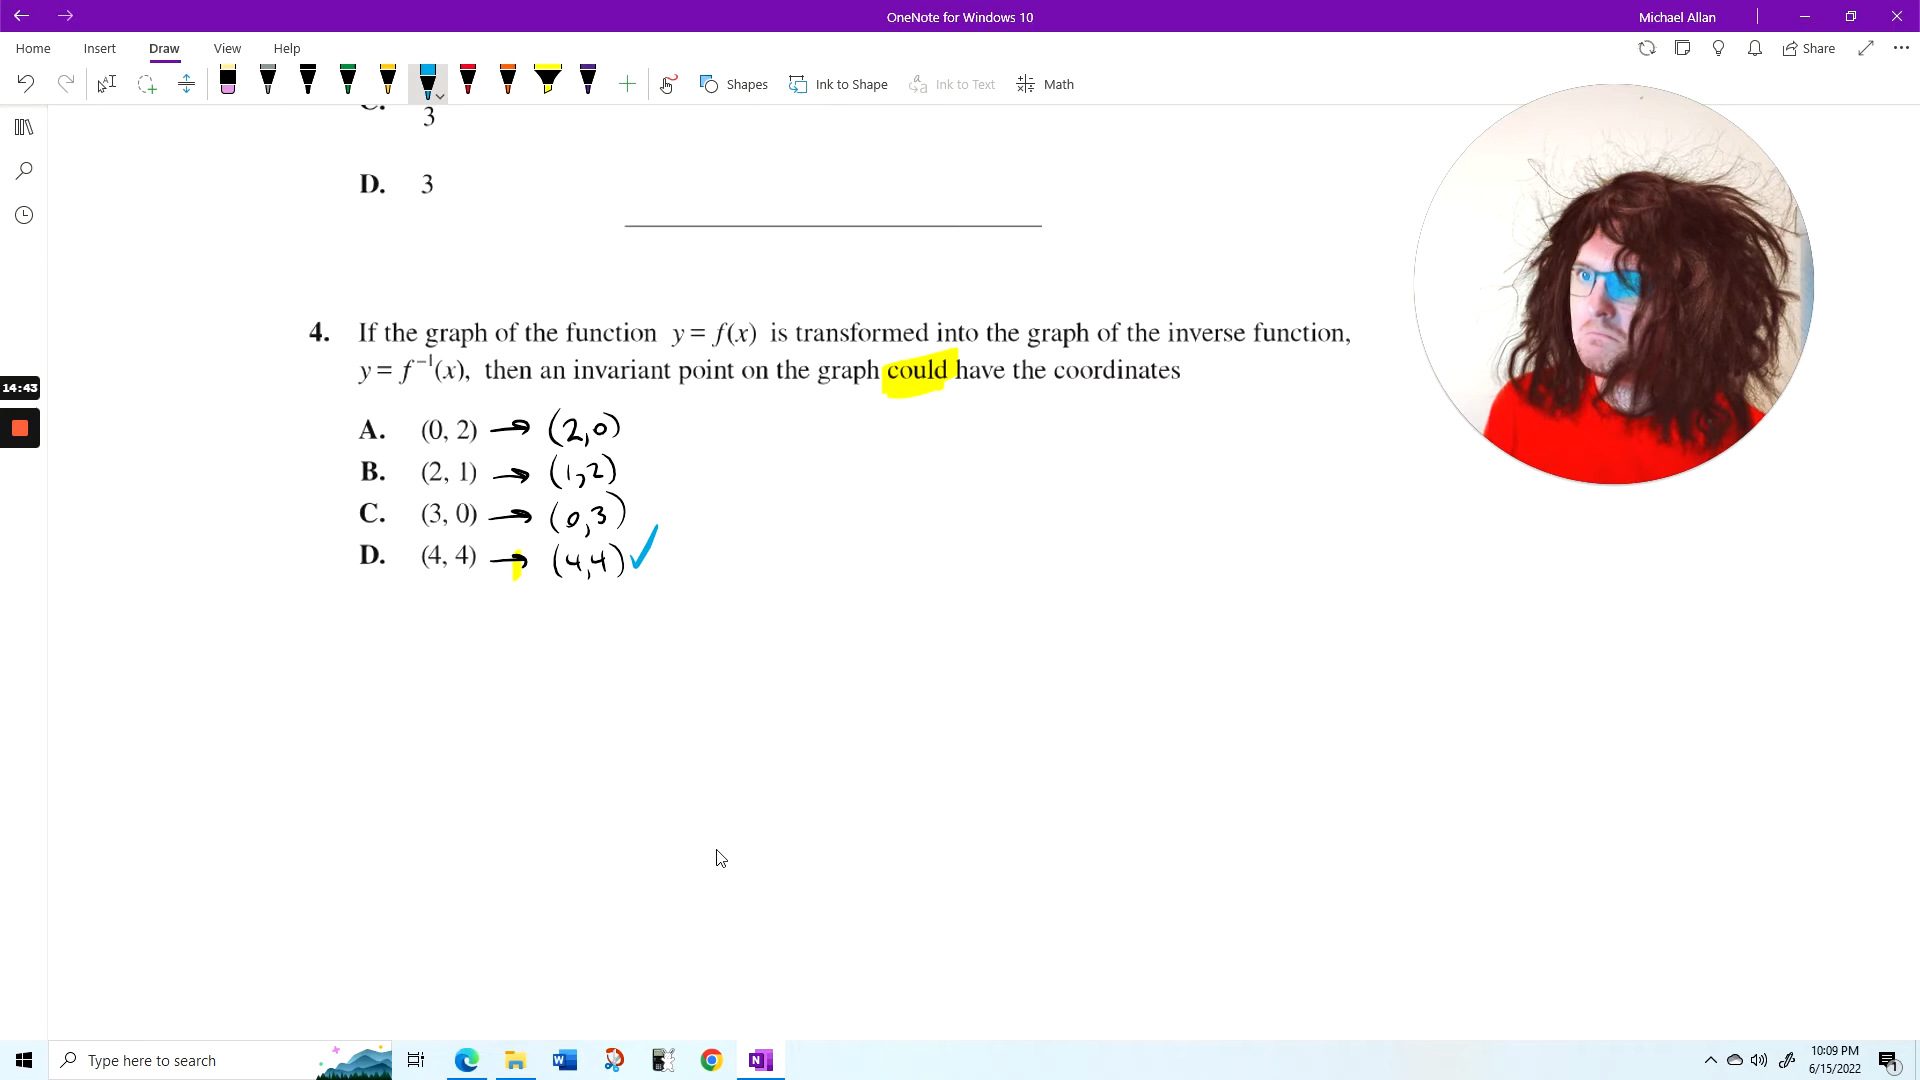 OneNote for Windows 10
Michael Allan
Home Insert Draw View Help
Share
Shapes
Ink to Shape
Ink to Text
Math
3
D. 3
4. If the graph of the function y = f(x) is transformed into the graph of the inverse function,
y = f⁻¹(x), then an invariant point on the graph could have the coordinates
14:43
A. (0, 2) → (2,0)
B. (2, 1) → (1,2)
C. (3, 0) → (0,3)
D. (4, 4) → (4,4) ✓
Type here to search
10:09 PM
6/15/2022
1